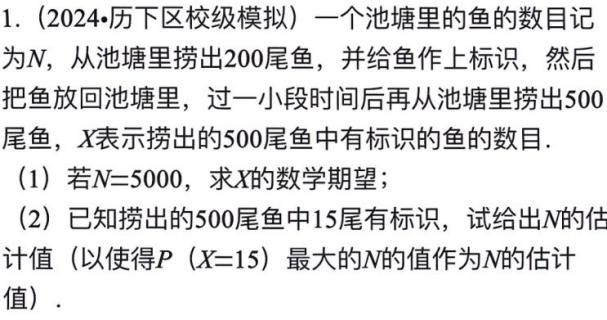 1.（2024•历下区校级模拟）一个池塘里的鱼的数目记
为N，从池塘里捞出200尾鱼，并给鱼作上标识，然后
把鱼放回池塘里，过一小段时间后再从池塘里捞出500
尾鱼，X表示捞出的500尾鱼中有标识的鱼的数目．
（1）若N=5000，求X的数学期望；
（2）已知捞出的500尾鱼中15尾有标识，试给出N的估
计值（以使得P（X=15）最大的N的值作为N的估计
值）．